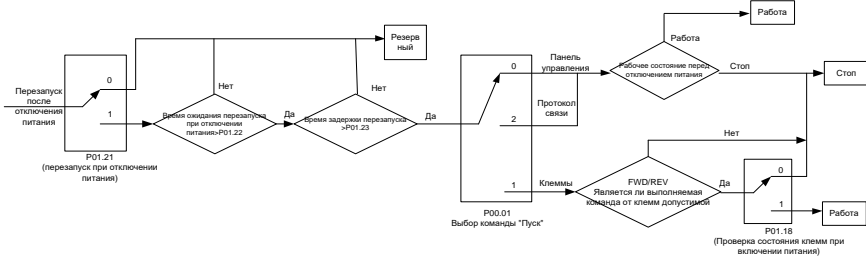 Перезапуск
после
отключения
питания
0
1
P01.21
(перезапуск при отключении
питания)
Нет
Время ожидания перезапуска
при отключении
питания>P01.22
Да
Нет
Время задержки перезапуска
>P01.23
Да
Резерв
ный
0
2
1
P00.01
Выбор команды "Пуск"
Панель
управления
Протокол
связи
Клеммы
Работа
Работа
Рабочее состояние перед
отключением питания
Стоп
Стоп
Нет
FWD/REV
Является ли выполняемая
команда от клемм допустимой
Да
0
1
P01.18
(Проверка состояния клемм при
включении питания)
Работа